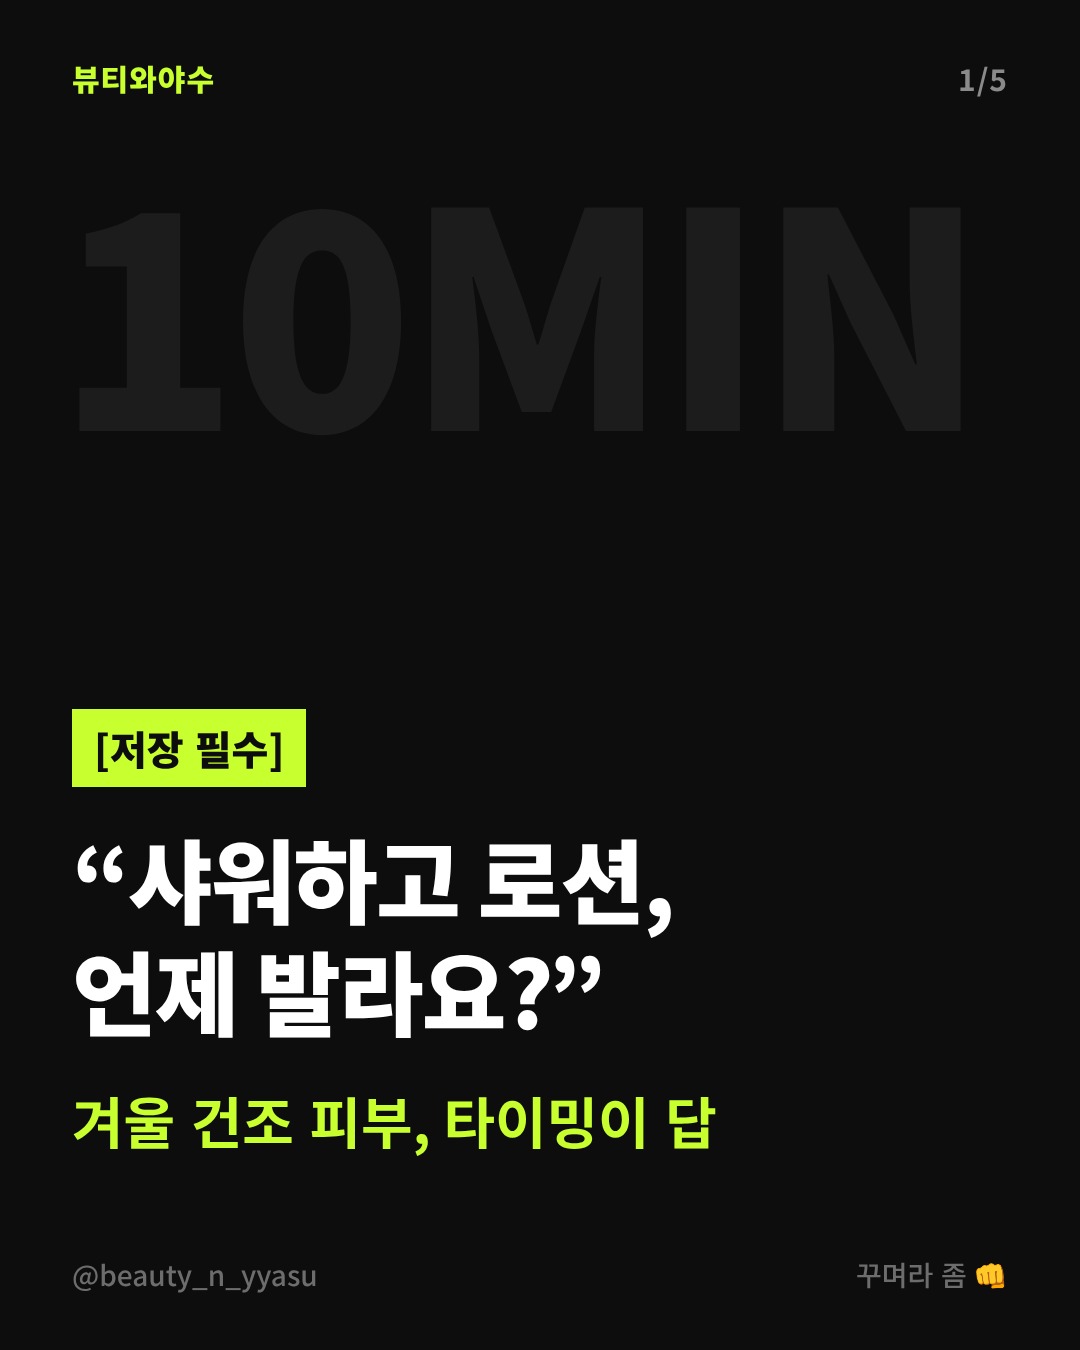 뷰티와야수
1/5
10MIN
[저장 필수]
“샤워하고 로션,
언제 발라요?”
겨울 건조 피부, 타이밍이 답
@beauty_n_yyasu
꾸며라 좀 👊